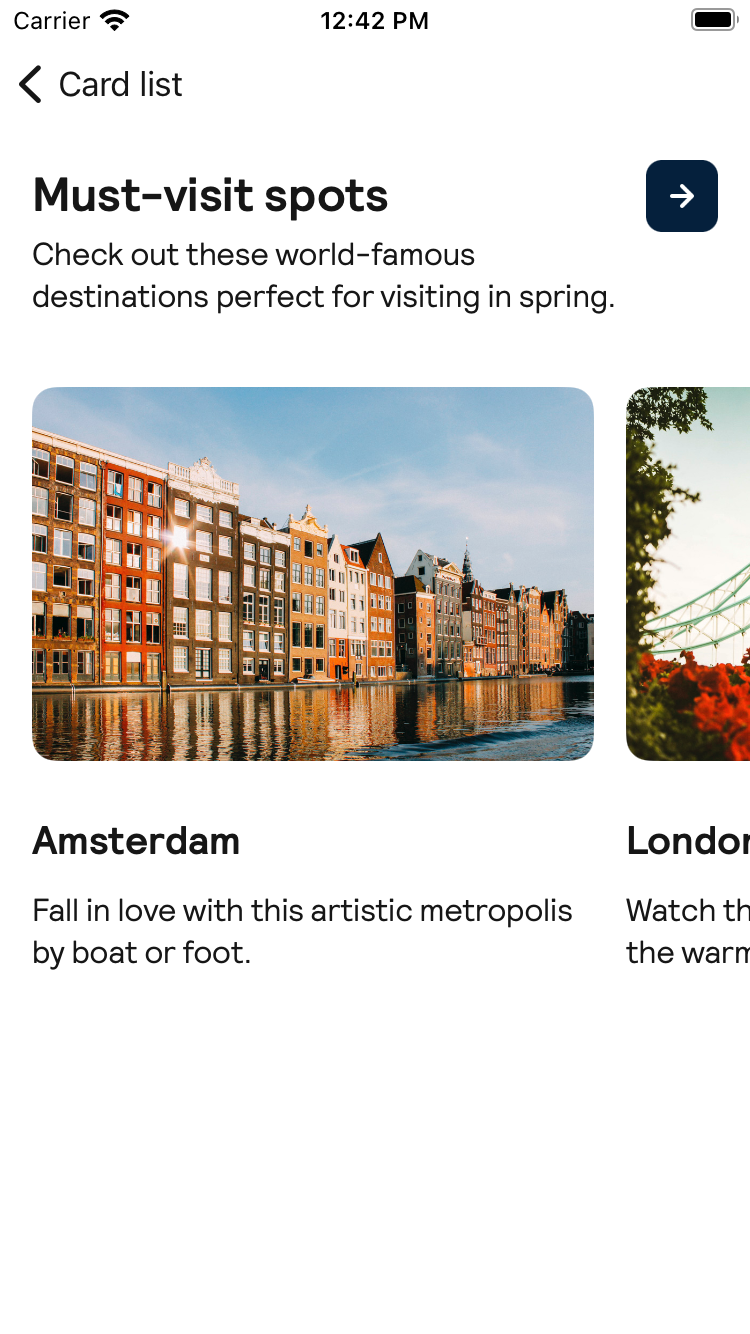 Carrier 12:42 PM
Card list
Must-visit spots
Check out these world-famous
destinations perfect for visiting in spring.
Amsterdam
Fall in love with this artistic metropolis
by boat or foot.
Londo
Watch th
the warm